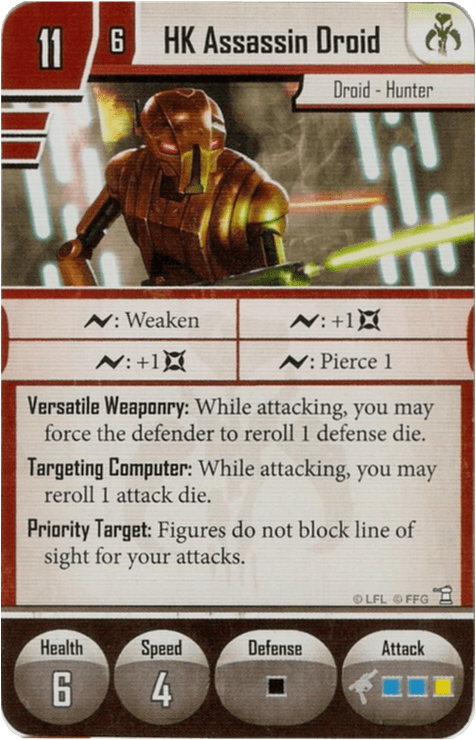 11 6 HK Assassin Droid
Droid - Hunter
: Weaken : +1
: +1 : Pierce 1
Versatile Weaponry: While attacking, you may
force the defender to reroll 1 defense die.
Targeting Computer: While attacking, you may
reroll 1 attack die.
Priority Target: Figures do not block line of
sight for your attacks.
© LFL © FFG
Health Speed Defense Attack
6 4